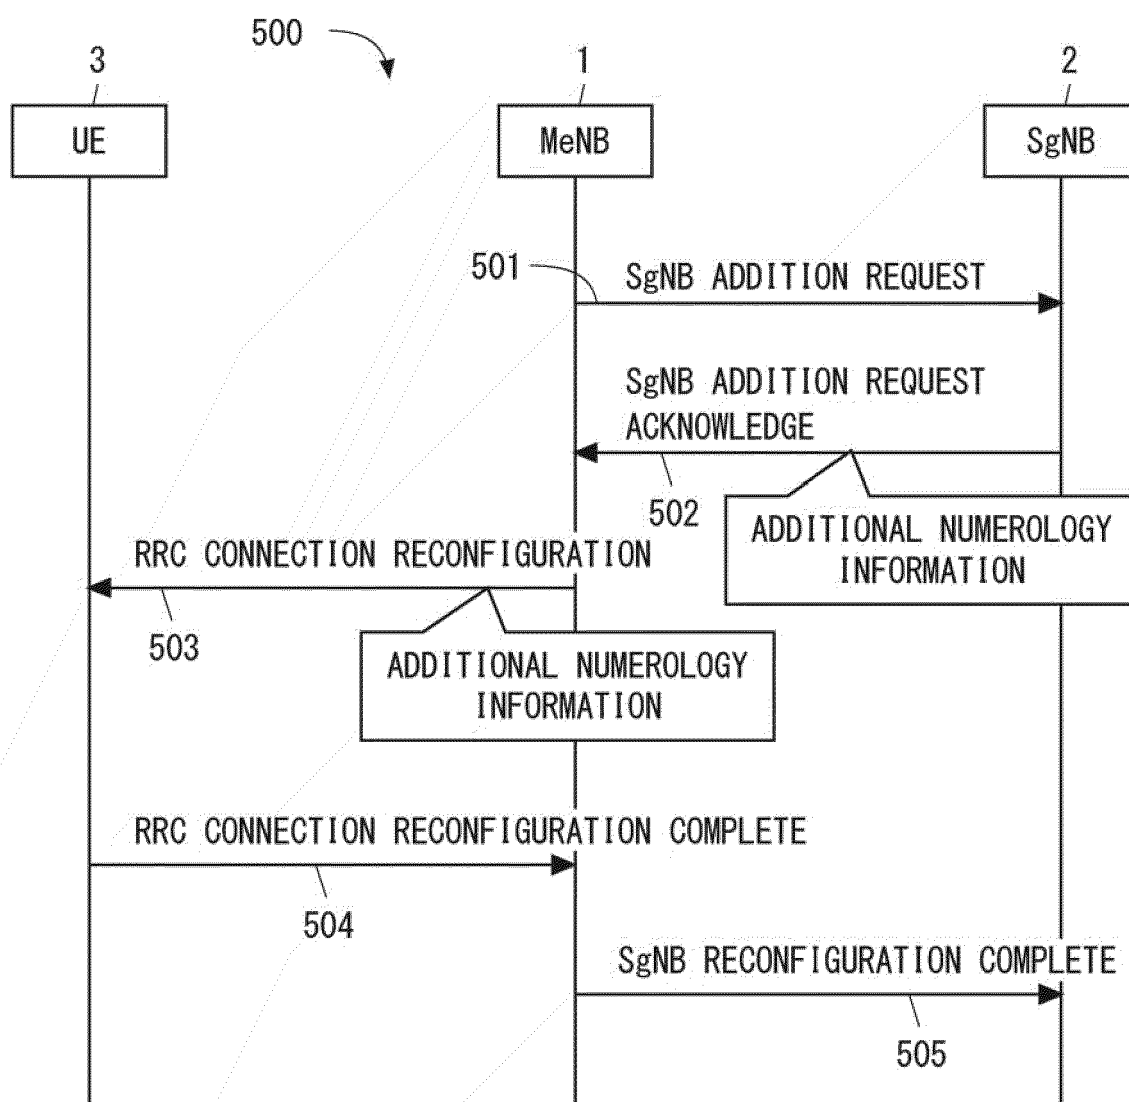 500
3
1
2
UE
MeNB
SgNB
501
SgNB ADDITION REQUEST
SgNB ADDITION REQUEST
ACKNOWLEDGE
502
ADDITIONAL NUMEROLOGY
INFORMATION
RRC CONNECTION RECONFIGURATION
503
ADDITIONAL NUMEROLOGY
INFORMATION
RRC CONNECTION RECONFIGURATION COMPLETE
504
SgNB RECONFIGURATION COMPLETE
505